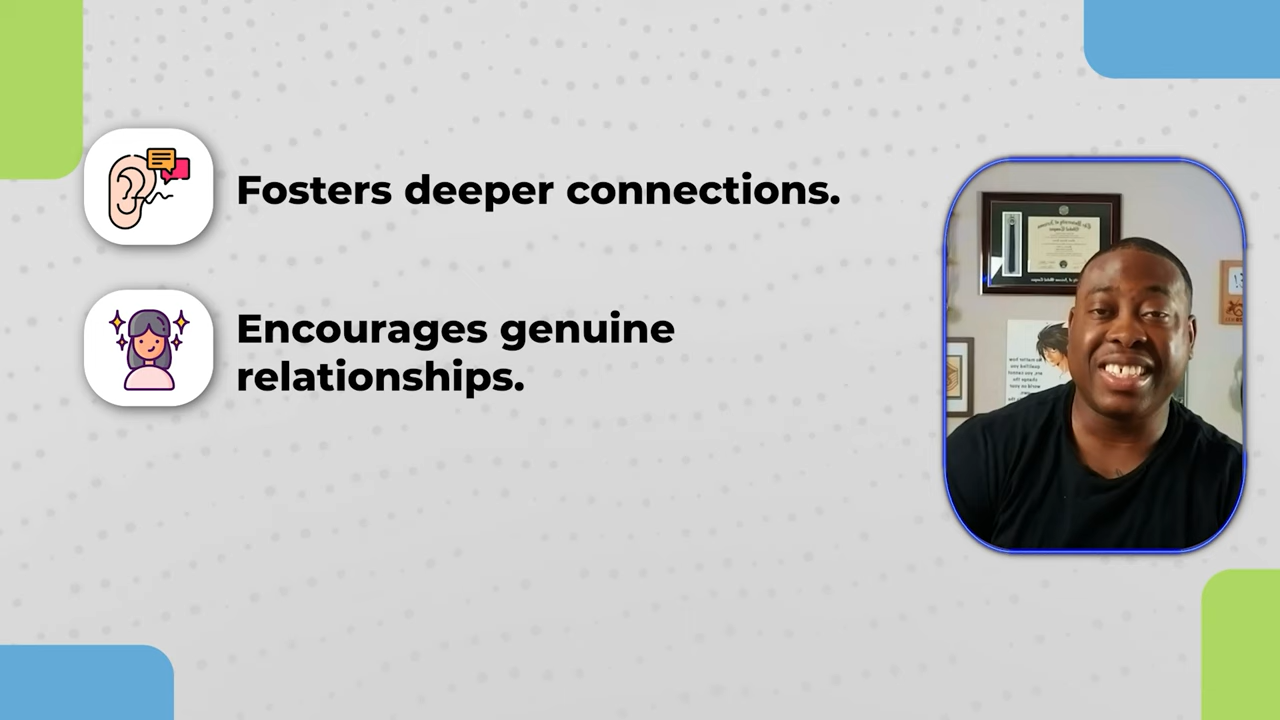 Fosters deeper connections.
Encourages genuine
relationships.